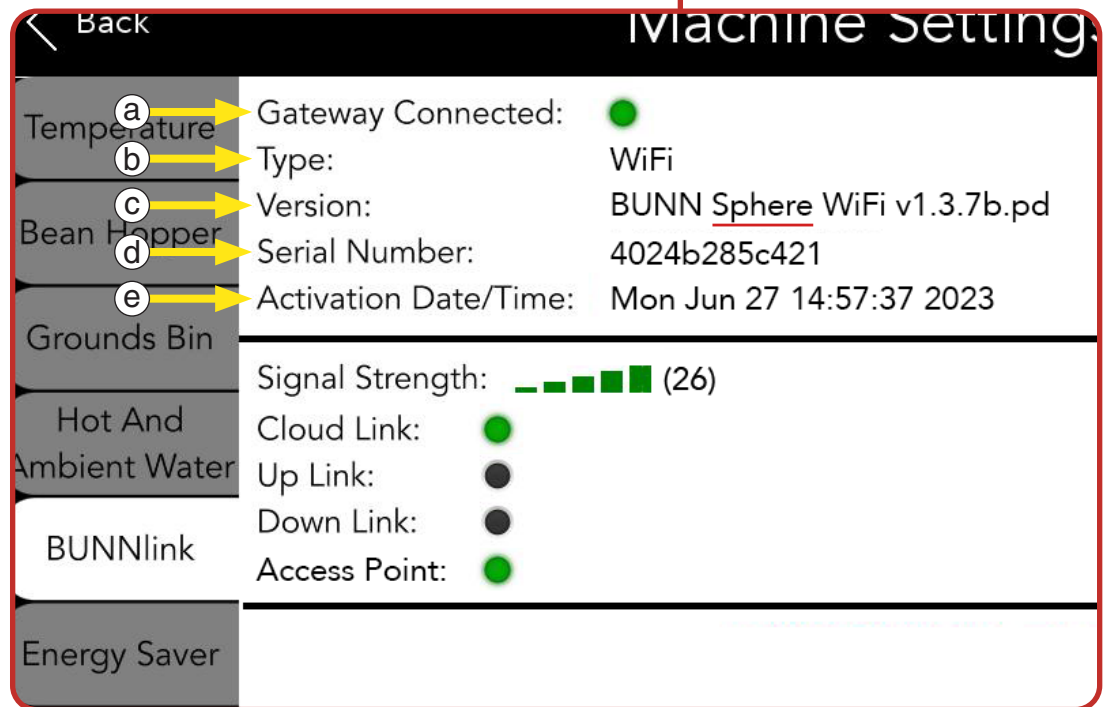 Back
Machine Settings
Temperature
Bean Hopper
Grounds Bin
Hot And
Ambient Water
BUNNlink
Energy Saver
a Gateway Connected:
b Type: WiFi
c Version: BUNN Sphere WiFi v1.3.7b.pd
d Serial Number: 4024b285c421
e Activation Date/Time: Mon Jun 27 14:57:37 2023
Signal Strength: (26)
Cloud Link:
Up Link:
Down Link:
Access Point: